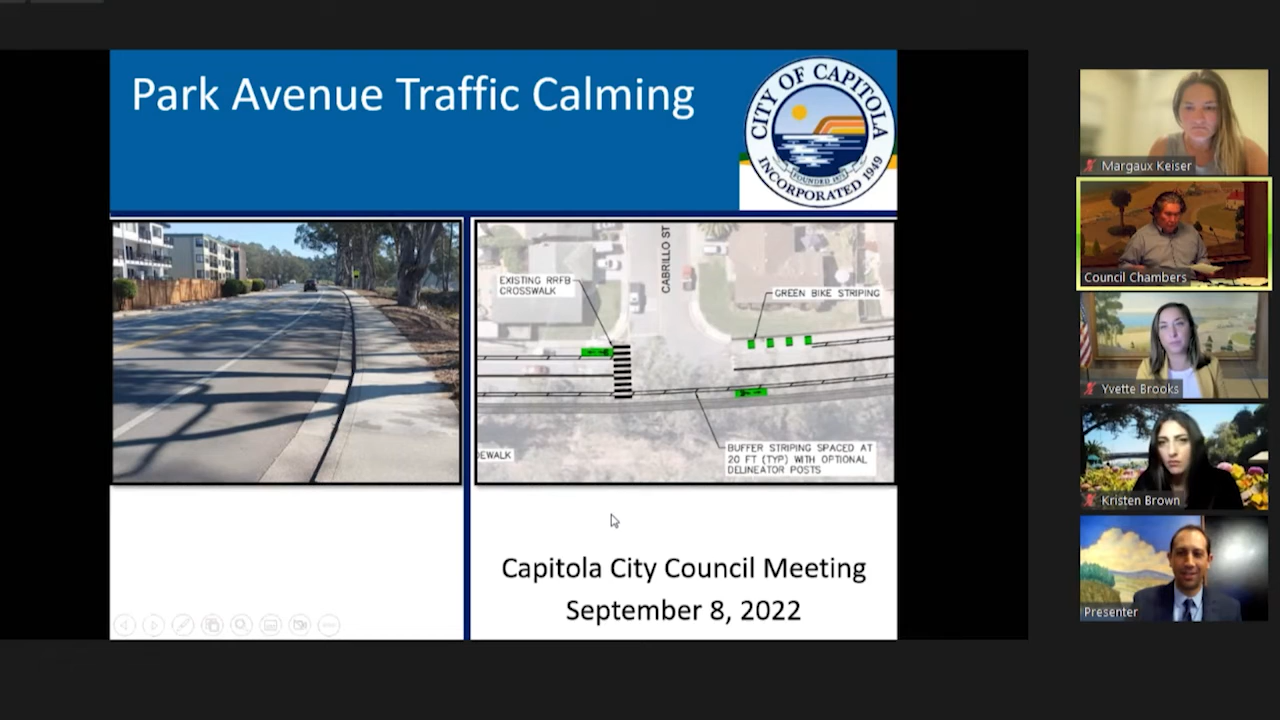 Park Avenue Traffic Calming
CITY OF CAPITOLA
INCORPORATED 1949
EXISTING RRFB
CROSSWALK
CABRILLO ST
GREEN BIKE STRIPING
DEWALK
BUFFER STRIPING SPACED AT
20 FT (TYP) WITH OPTIONAL
DELINEATOR POSTS
Capitola City Council Meeting
September 8, 2022
Margaux Keiser
Council Chambers
Yvette Brooks
Kristen Brown
Presenter